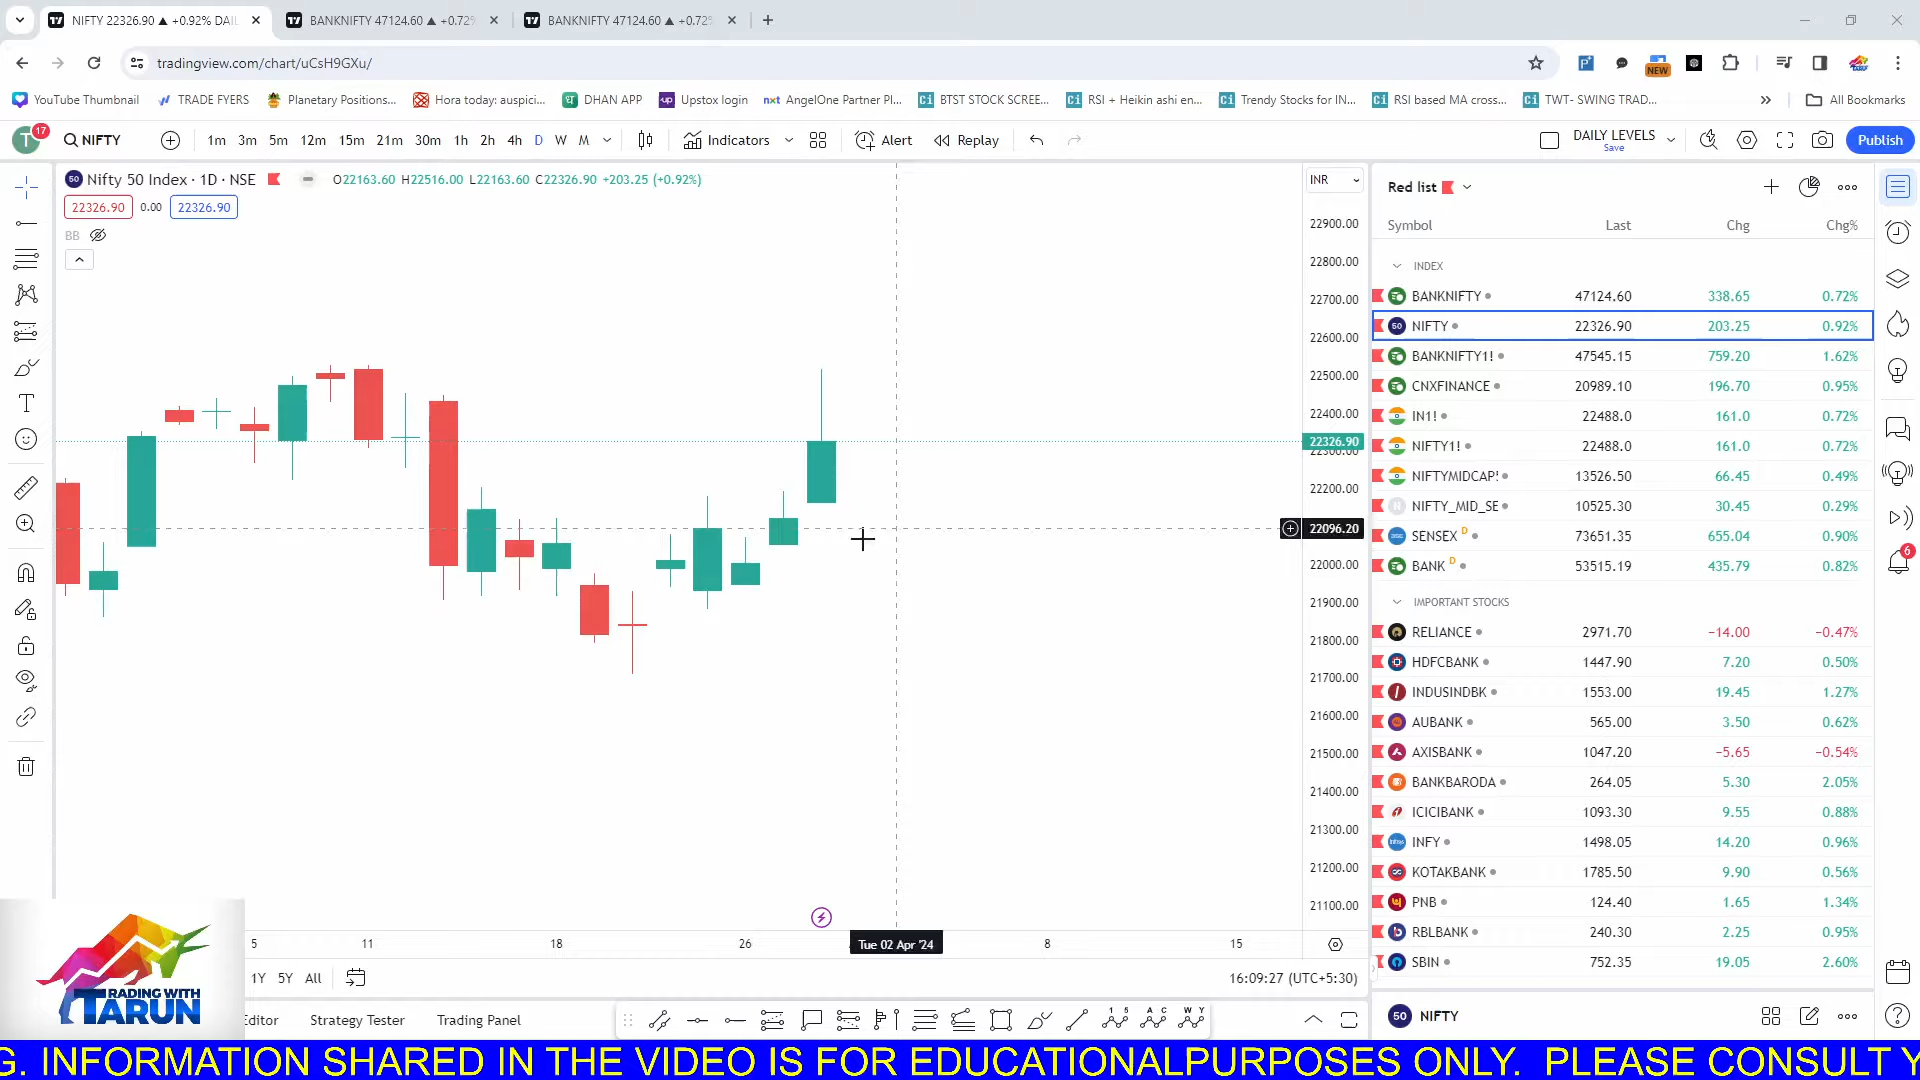 NIFTY 22326.90 ▲ +0.92% DAI
BANKNIFTY 47124.60 ▲ +0.72%
BANKNIFTY 47124.60 ▲ +0.72%
tradingview.com/chart/uCsH9GXu/
NEW
YouTube Thumbnail
TRADE FYERS
Planetary Positions...
Hora today: auspici...
DHAN APP
Upstox login
AngelOne Partner Pl...
BTST STOCK SCREE...
RSI + Heikin ashi en...
Trendy Stocks for IN...
RSI based MA cross...
TWT- SWING TRAD...
All Bookmarks
T 17
NIFTY
1m 3m 5m 12m 15m 21m 30m 1h 2h 4h D W M
Indicators
Alert
Replay
DAILY LEVELS
Save
Publish
50 Nifty 50 Index · 1D · NSE
O22163.60 H22516.00 L22163.60 C22326.90 +203.25 (+0.92%)
22326.90 0.00 22326.90
BB
INR
22900.00
22800.00
22700.00
22600.00
22500.00
22400.00
22326.90
22300.00
22200.00
22096.20
22000.00
21900.00
21800.00
21700.00
21600.00
21500.00
21400.00
21300.00
21200.00
21100.00
5 11 18 26 Tue 02 Apr '24 8 15
1Y 5Y All
16:09:27 (UTC+5:30)
Editor
Strategy Tester
Trading Panel
Red list
Symbol Last Chg Chg%
INDEX
BANKNIFTY 47124.60 338.65 0.72%
50 NIFTY 22326.90 203.25 0.92%
BANKNIFTY1! 47545.15 759.20 1.62%
CNXFINANCE 20989.10 196.70 0.95%
IN1! 22488.0 161.0 0.72%
NIFTY1! 22488.0 161.0 0.72%
NIFTYMIDCAP! 13526.50 66.45 0.49%
N NIFTY_MID_SE 10525.30 30.45 0.29%
SENSEX D 73651.35 655.04 0.90%
BANK D 53515.19 435.79 0.82%
IMPORTANT STOCKS
RELIANCE 2971.70 −14.00 −0.47%
HDFCBANK 1447.90 7.20 0.50%
INDUSINDBK 1553.00 19.45 1.27%
AUBANK 565.00 3.50 0.62%
AXISBANK 1047.20 −5.65 −0.54%
BANKBARODA 264.05 5.30 2.05%
ICICIBANK 1093.30 9.55 0.88%
INFY 1498.05 14.20 0.96%
KOTAKBANK 1785.50 9.90 0.56%
PNB 124.40 1.65 1.34%
RBLBANK 240.30 2.25 0.95%
SBIN 752.35 19.05 2.60%
50 NIFTY
6
TRADING WITH
TARUN
G. INFORMATION SHARED IN THE VIDEO IS FOR EDUCATIONALPURPOSES ONLY. PLEASE CONSULT Y